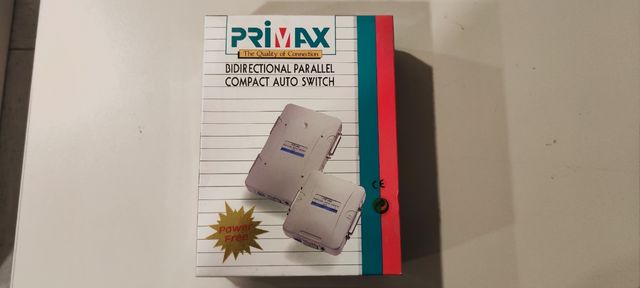 PRIMAX
The Quality of Connection
BIDIRECTIONAL PARALLEL
COMPACT AUTO SWITCH
CE
Power
Free